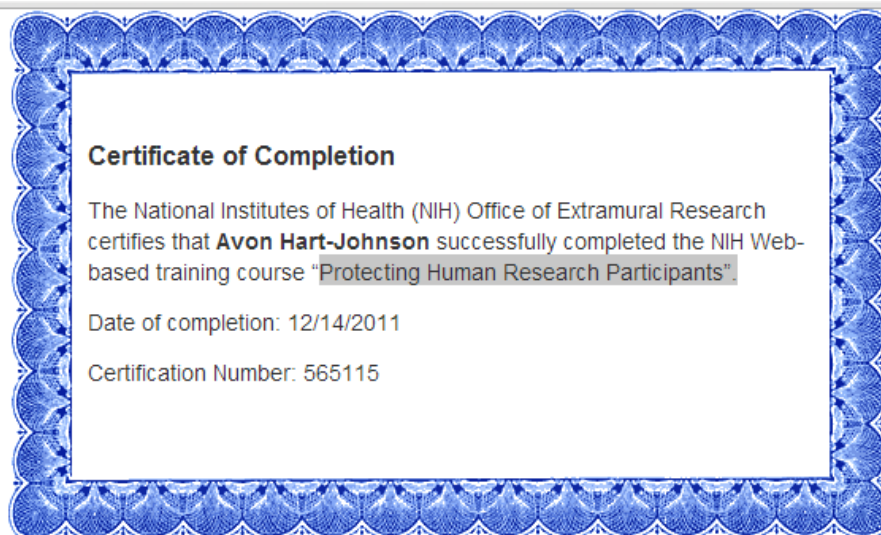 Certificate of Completion
The National Institutes of Health (NIH) Office of Extramural Research
certifies that Avon Hart-Johnson successfully completed the NIH Web-
based training course “Protecting Human Research Participants”.
Date of completion: 12/14/2011
Certification Number: 565115